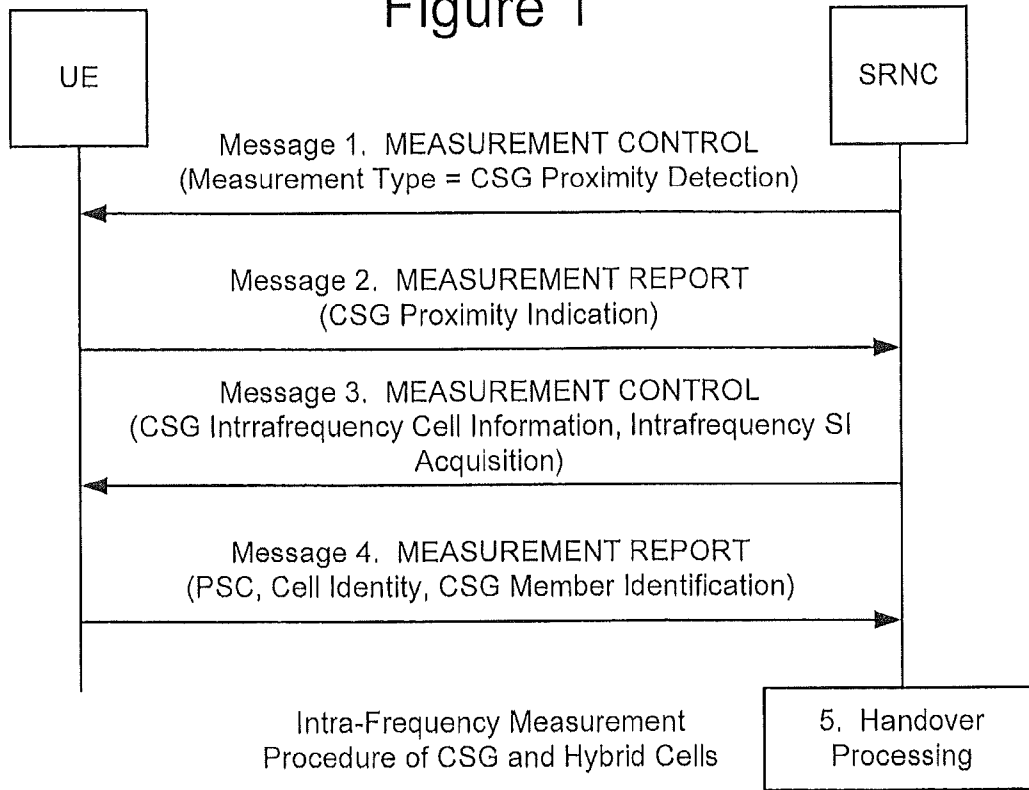 Figure 1
UE
SRNC
Message 1. MEASUREMENT CONTROL
(Measurement Type = CSG Proximity Detection)
Message 2. MEASUREMENT REPORT
(CSG Proximity Indication)
Message 3. MEASUREMENT CONTROL
(CSG Intrrafrequency Cell Information, Intrafrequency SI
Acquisition)
Message 4. MEASUREMENT REPORT
(PSC, Cell Identity, CSG Member Identification)
Intra-Frequency Measurement
Procedure of CSG and Hybrid Cells
5. Handover
Processing